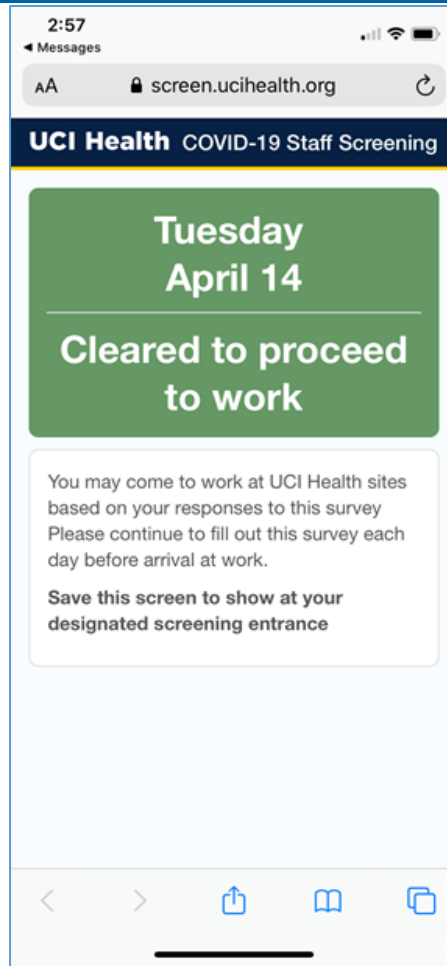 2:57
Messages
AA screen.ucihealth.org
UCI Health COVID-19 Staff Screening
Tuesday
April 14
Cleared to proceed
to work
You may come to work at UCI Health sites
based on your responses to this survey
Please continue to fill out this survey each
day before arrival at work.
Save this screen to show at your
designated screening entrance